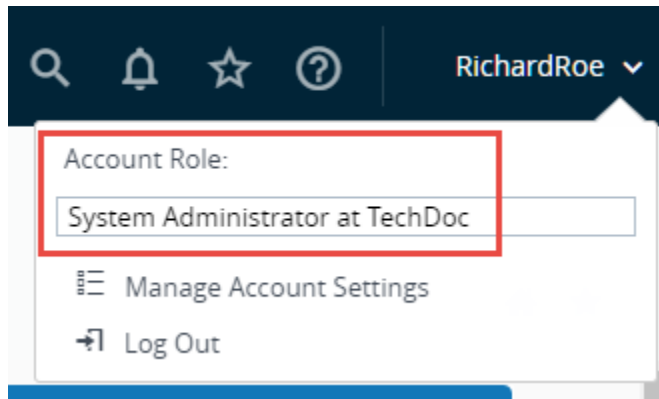 RichardRoe
Account Role:
System Administrator at TechDoc
Manage Account Settings
Log Out